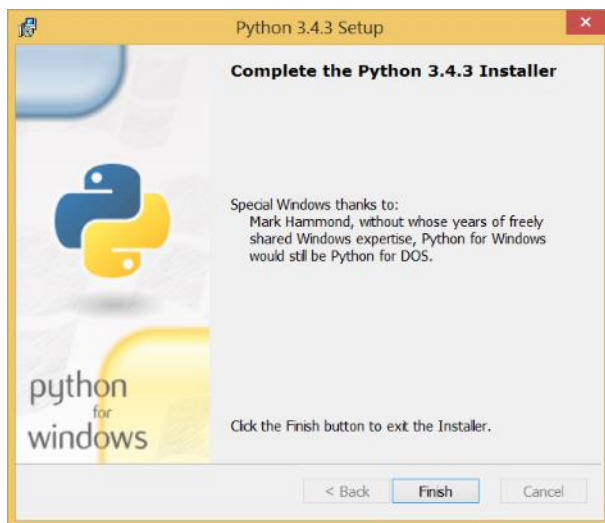 Python 3.4.3 Setup
Complete the Python 3.4.3 Installer
Special Windows thanks to:
Mark Hammond, without whose years of freely
shared Windows expertise, Python for Windows
would still be Python for DOS.
python
for
windows
Click the Finish button to exit the Installer.
< Back
Finish
Cancel